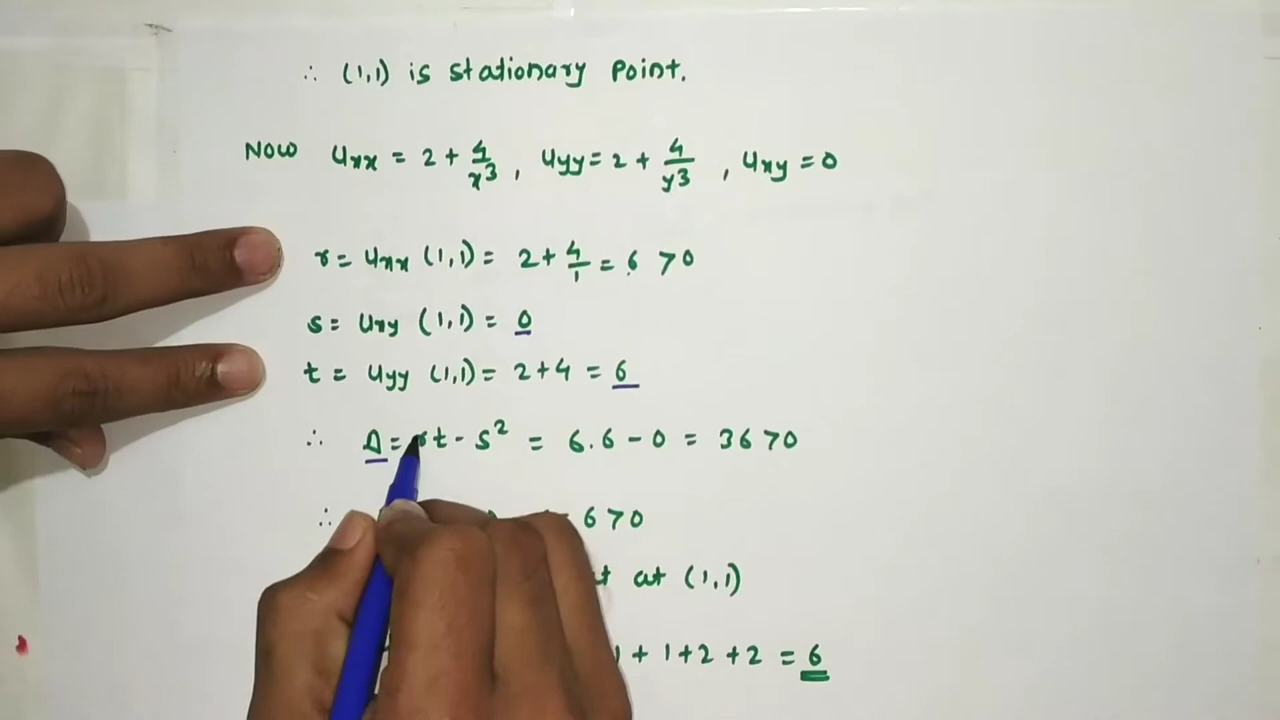 ∴ (1,1) is stationary point.
Now uxx = 2 + 4/x³ , uyy = 2 + 4/y³ , uxy = 0
r = uxx (1,1) = 2 + 4/1 = 6 > 0
s = uxy (1,1) = 0
t = uyy (1,1) = 2+4 = 6
∴ Δ = rt - s² = 6.6 - 0 = 36 > 0
∴ 6 > 0
at (1,1)
1 + 1 + 2 + 2 = 6